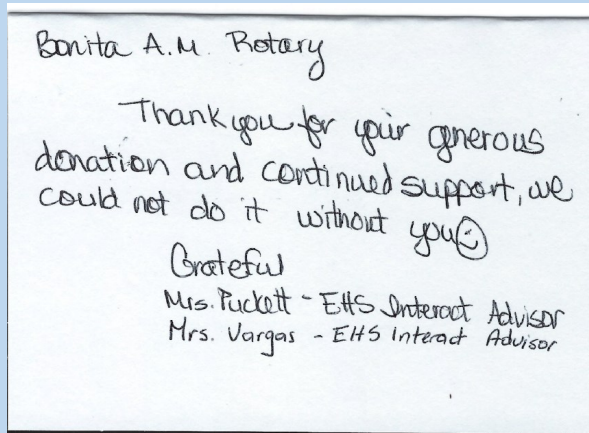 Bonita A.M. Rotary
Thank you for your generous
donation and continued support, we
could not do it without you
Grateful
Mrs. Puckett - EHS Interact Advisor
Mrs. Vargas - EHS Interact Advisor